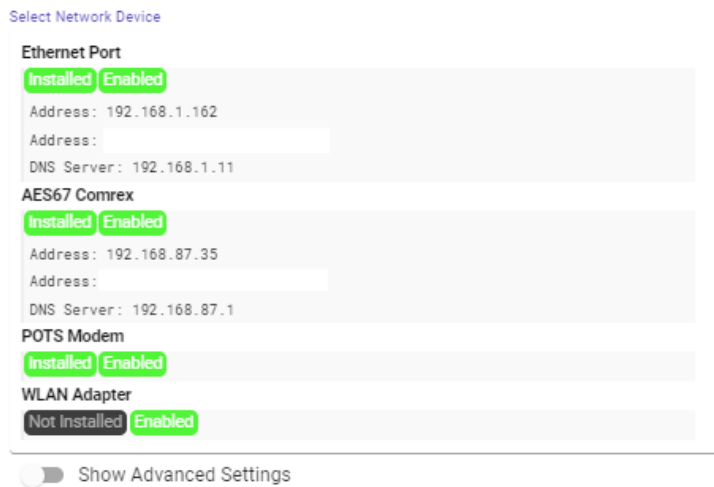 Select Network Device
Ethernet Port
Installed Enabled
Address: 192.168.1.162
Address:
DNS Server: 192.168.1.11
AES67 Comrex
Installed Enabled
Address: 192.168.87.35
Address:
DNS Server: 192.168.87.1
POTS Modem
Installed Enabled
WLAN Adapter
Not Installed Enabled
Show Advanced Settings